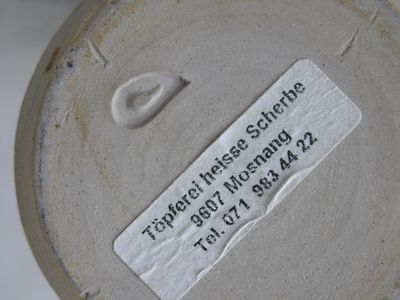 Töpferei heisse Scherbe
9607 Mosnang
Tel. 071 983 44 22